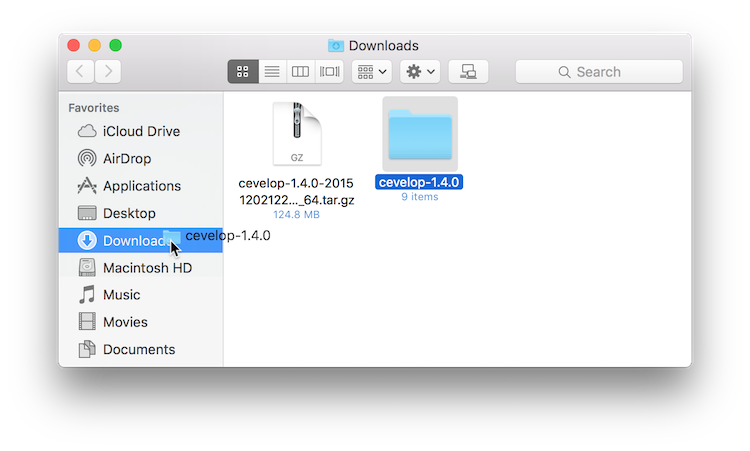 Downloads
Search
Favorites
iCloud Drive
AirDrop
Applications
Desktop
Download
cevelop-1.4.0
Macintosh HD
Music
Movies
Documents
GZ
cevelop-1.4.0-2015
1202122..._64.tar.gz
124.8 MB
cevelop-1.4.0
9 items